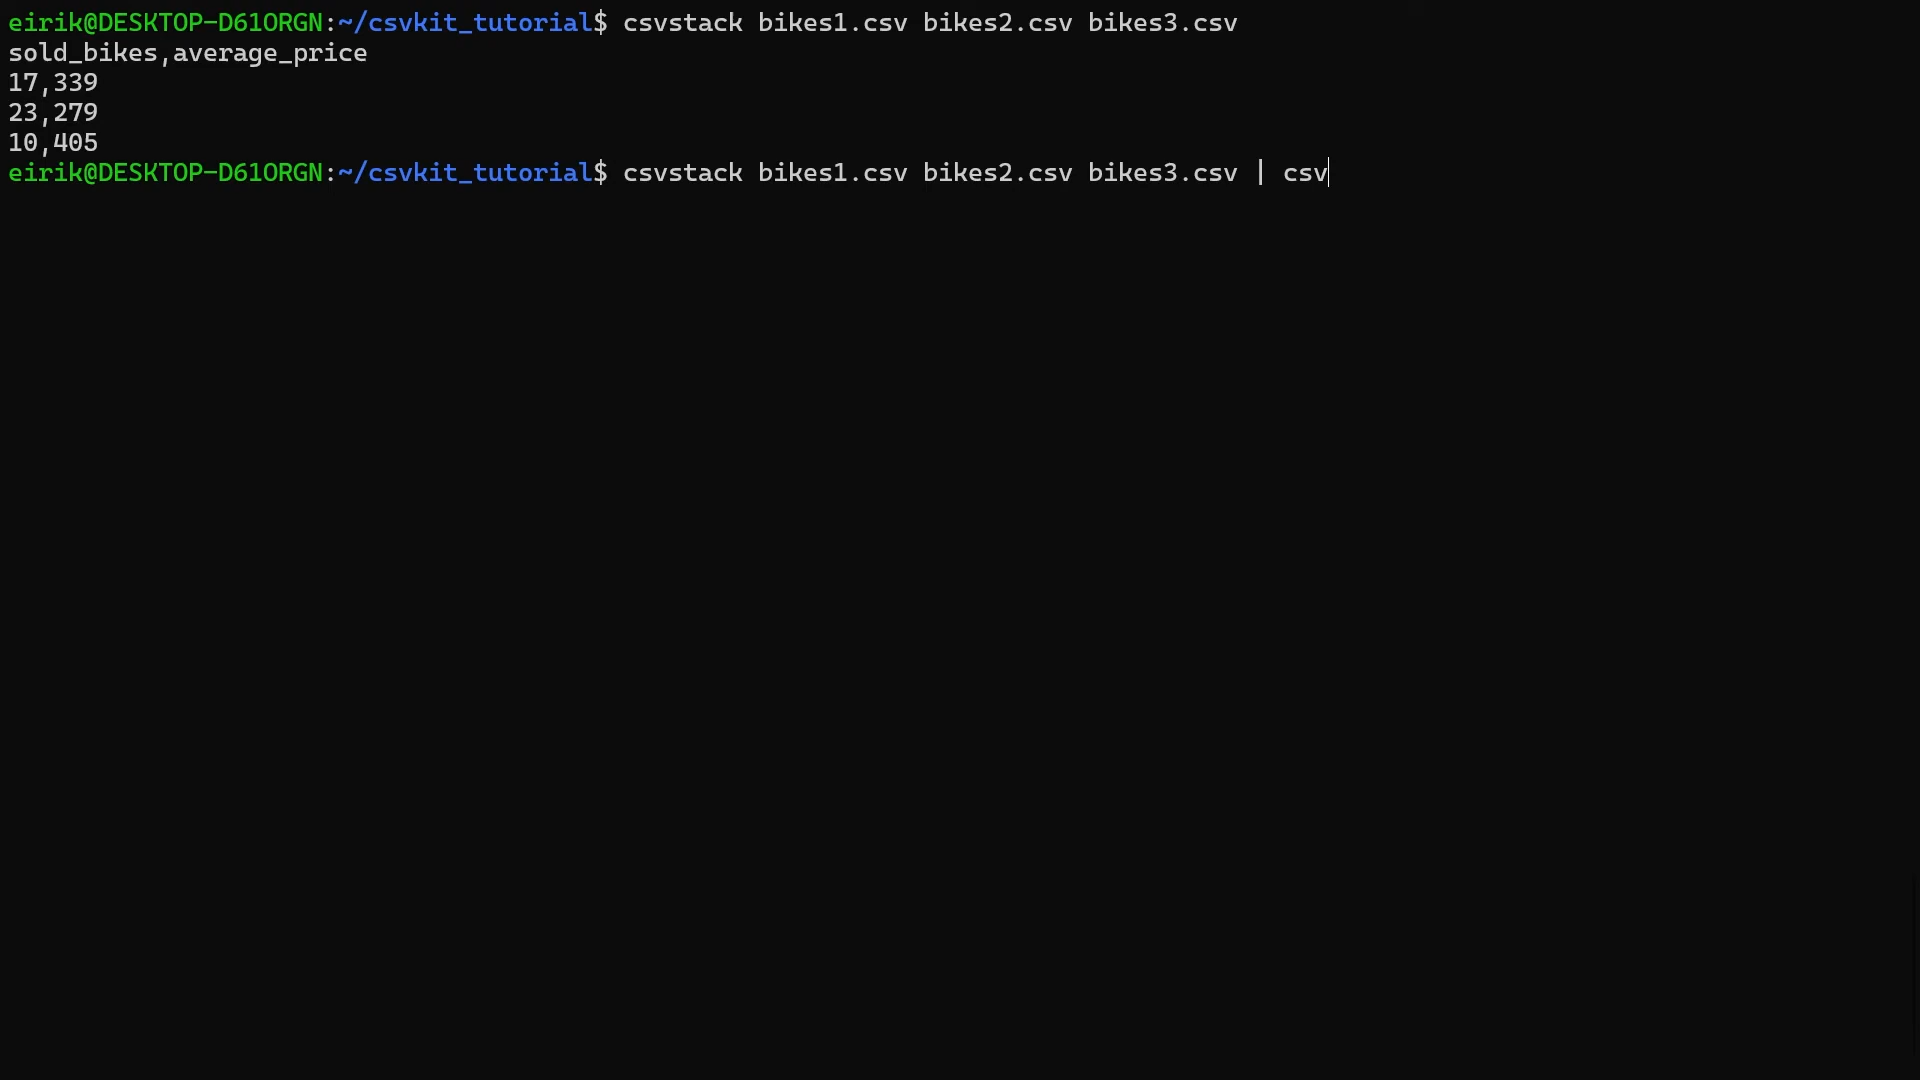 eirik@DESKTOP-D61ORGN:~/csvkit_tutorial$ csvstack bikes1.csv bikes2.csv bikes3.csv
sold_bikes,average_price
17,339
23,279
10,405
eirik@DESKTOP-D61ORGN:~/csvkit_tutorial$ csvstack bikes1.csv bikes2.csv bikes3.csv | csv